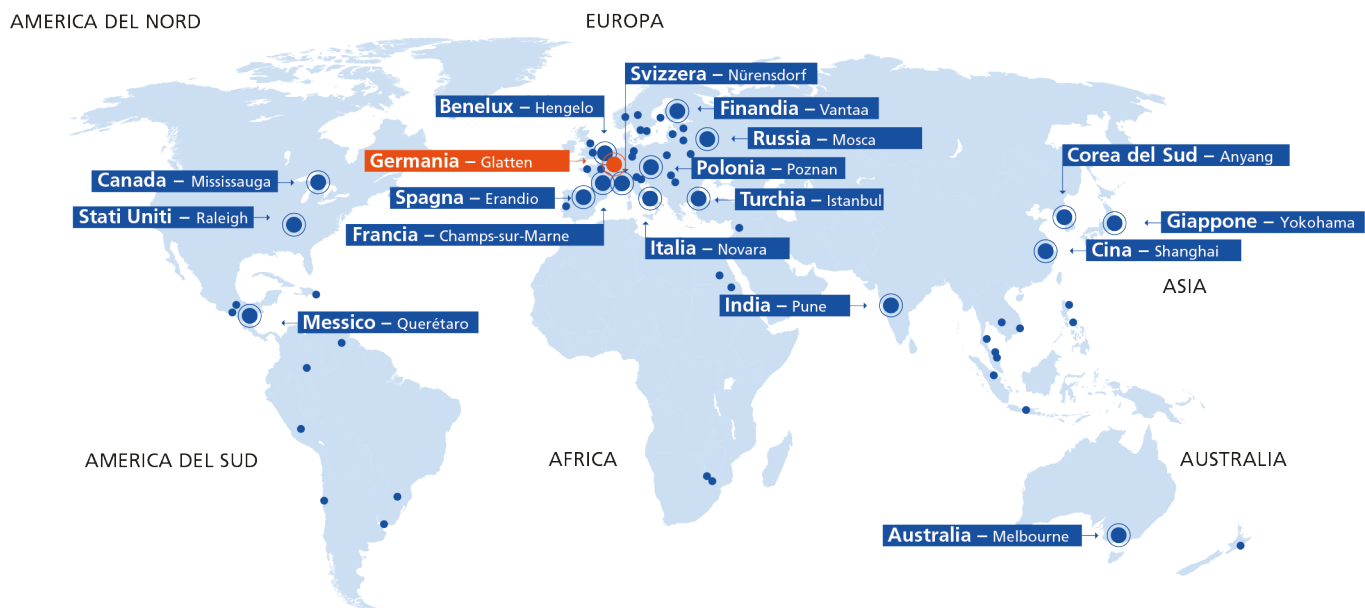 AMERICA DEL NORD
EUROPA
Svizzera – Nürensdorf
Benelux – Hengelo
Finandia – Vantaa
Russia – Mosca
Germania – Glatten
Corea del Sud – Anyang
Polonia – Poznan
Canada – Mississauga
Spagna – Erandio
Turchia – Istanbul
Stati Uniti – Raleigh
Giappone – Yokohama
Francia – Champs-sur-Marne
Italia – Novara
Cina – Shanghai
ASIA
India – Pune
Messico – Querétaro
AMERICA DEL SUD
AFRICA
AUSTRALIA
Australia – Melbourne